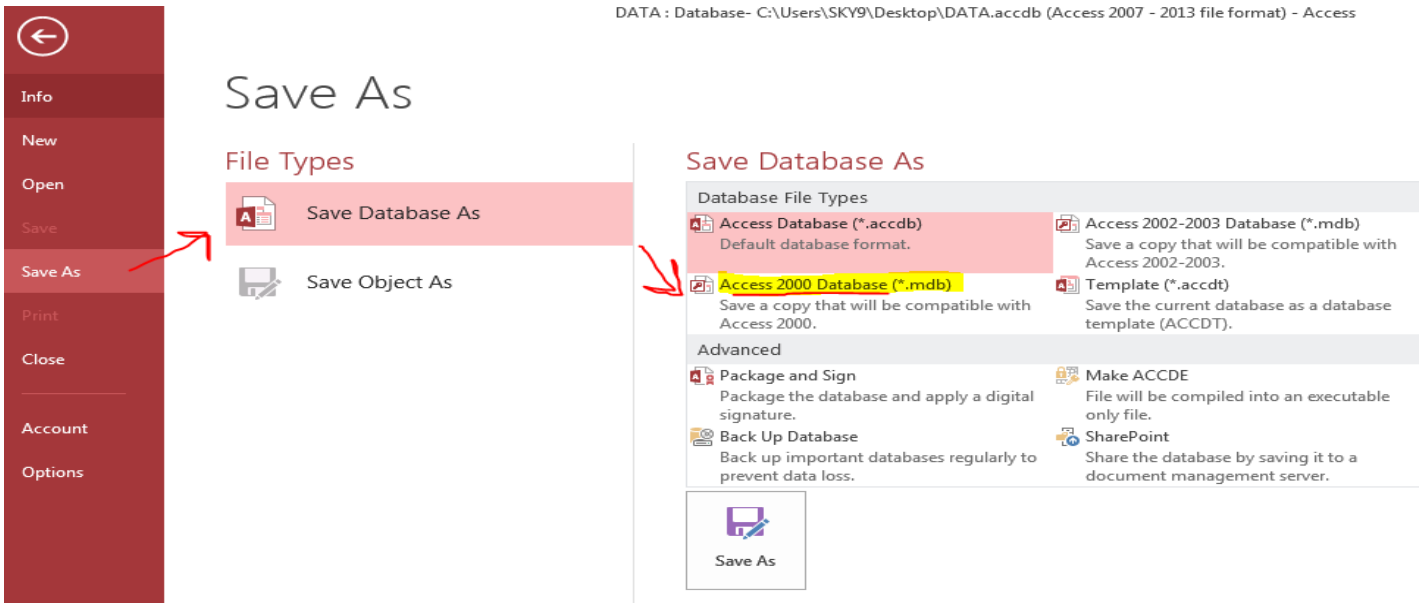 DATA : Database- C:\Users\SKY9\Desktop\DATA.accdb (Access 2007 - 2013 file format) - Access
Info
New
Open
Save
Save As
Print
Close
Account
Options
Save As
File Types
Save Database As
Save Object As
Save Database As
Database File Types
Access Database (*.accdb)
Default database format.
Access 2002-2003 Database (*.mdb)
Save a copy that will be compatible with
Access 2002-2003.
Access 2000 Database (*.mdb)
Save a copy that will be compatible with
Access 2000.
Template (*.accdt)
Save the current database as a database
template (ACCDT).
Advanced
Package and Sign
Package the database and apply a digital
signature.
Make ACCDE
File will be compiled into an executable
only file.
Back Up Database
Back up important databases regularly to
prevent data loss.
SharePoint
Share the database by saving it to a
document management server.
Save As